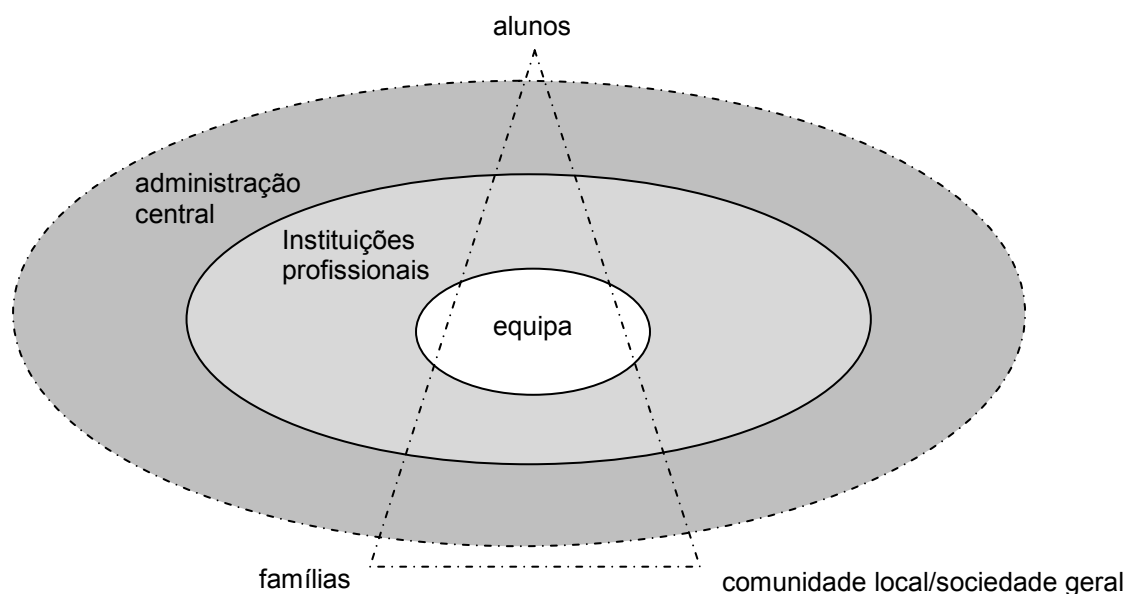 alunos
administração
central
Instituições
profissionais
equipa
famílias
comunidade local/sociedade geral